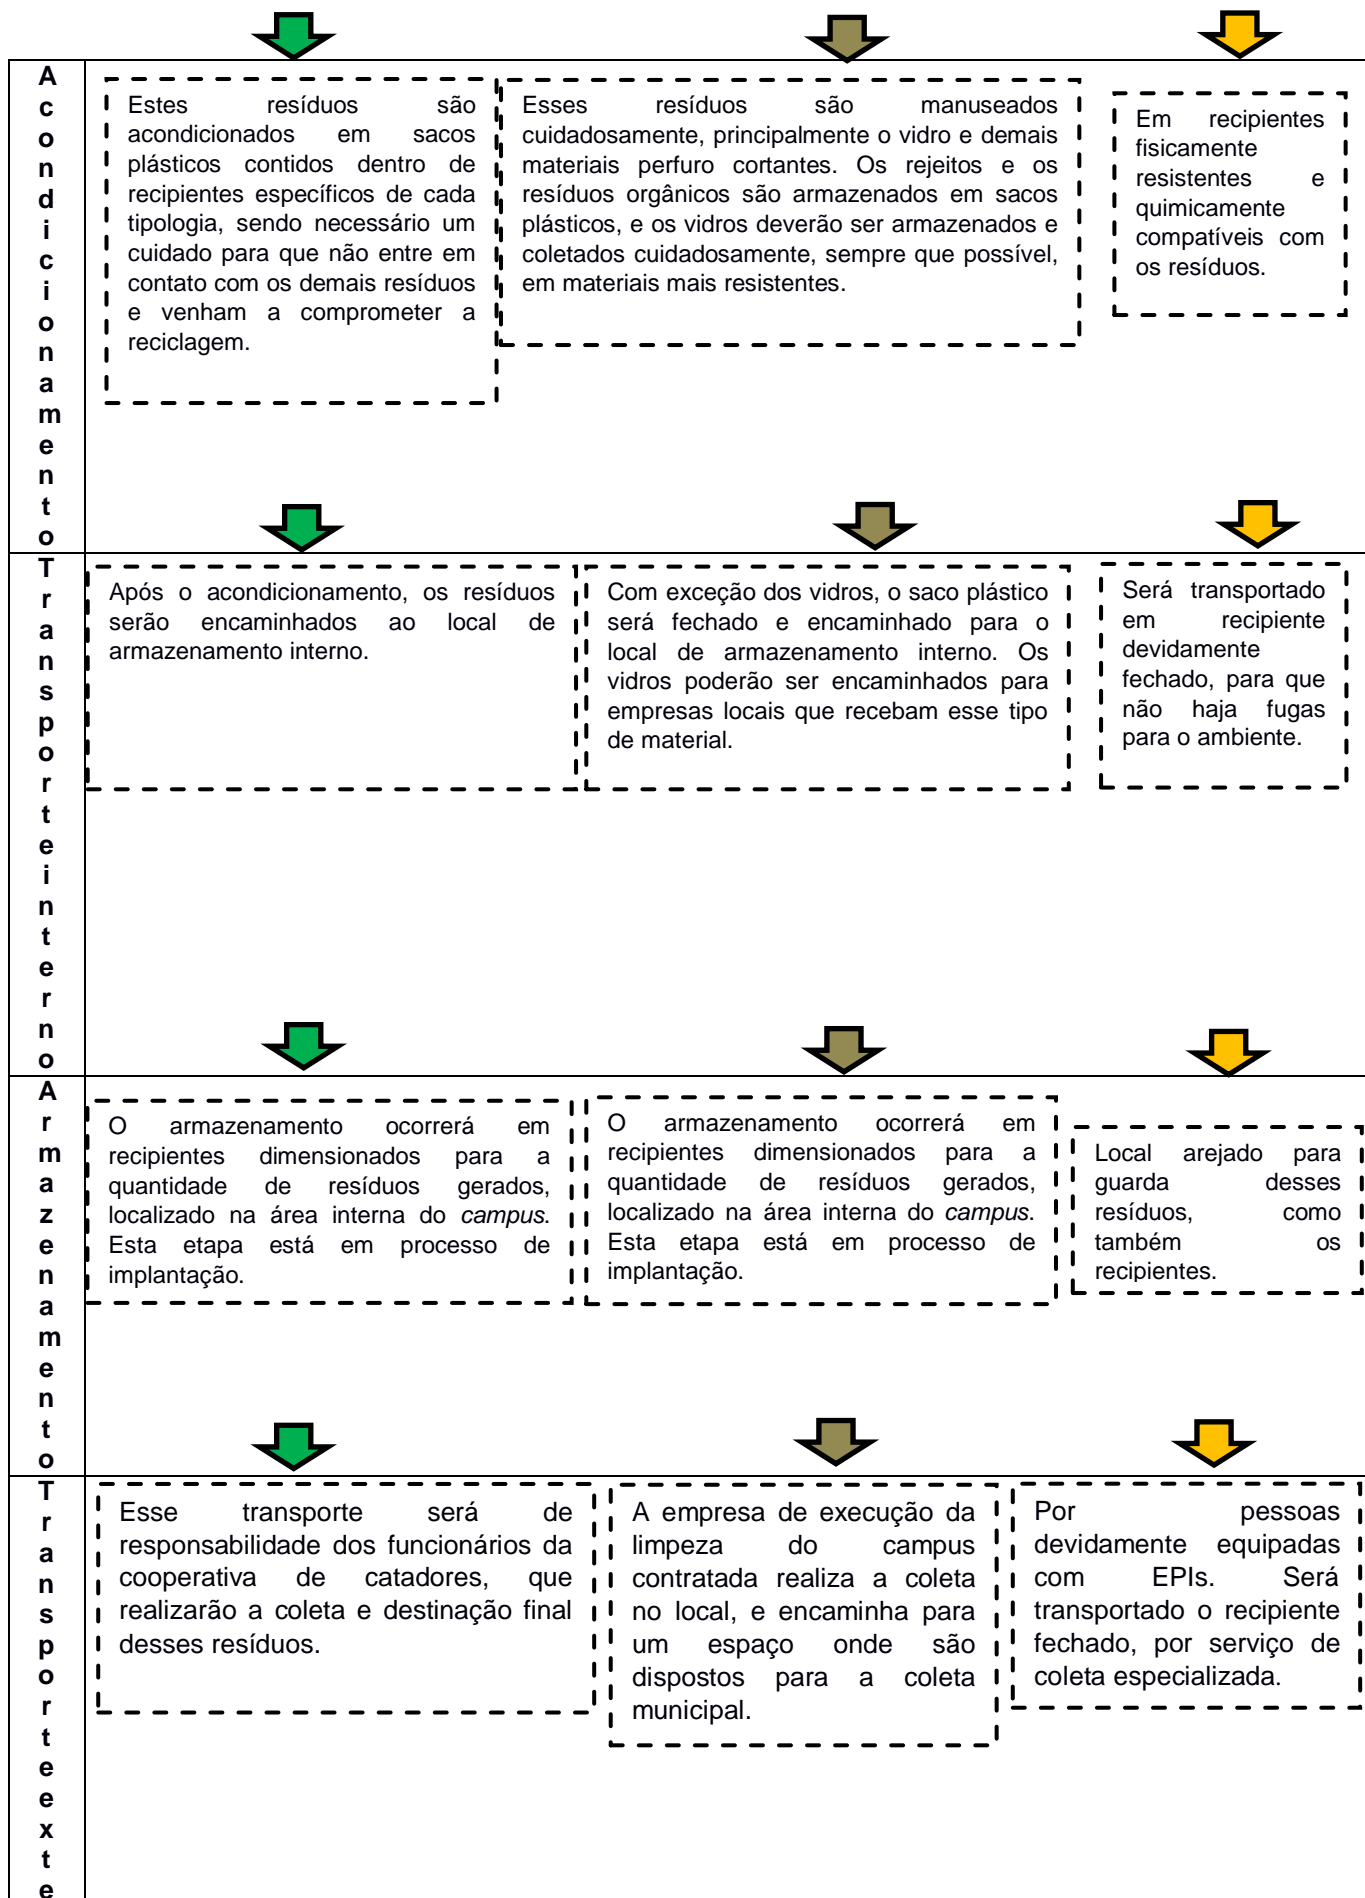 Acondicionamento
Estes resíduos são
acondicionados em sacos
plásticos contidos dentro de
recipientes específicos de cada
tipologia, sendo necessário um
cuidado para que não entre em
contato com os demais resíduos
e venham a comprometer a
reciclagem.
Esses resíduos são manuseados
cuidadosamente, principalmente o vidro e demais
materiais perfuro cortantes. Os rejeitos e os
resíduos orgânicos são armazenados em sacos
plásticos, e os vidros deverão ser armazenados e
coletados cuidadosamente, sempre que possível,
em materiais mais resistentes.
Em recipientes
fisicamente
resistentes e
quimicamente
compatíveis com
os resíduos.
Transporte interno
Após o acondicionamento, os resíduos
serão encaminhados ao local de
armazenamento interno.
Com exceção dos vidros, o saco plástico
será fechado e encaminhado para o
local de armazenamento interno. Os
vidros poderão ser encaminhados para
empresas locais que recebam esse tipo
de material.
Será transportado
em recipiente
devidamente
fechado, para que
não haja fugas
para o ambiente.
Armazenamento
O armazenamento ocorrerá em
recipientes dimensionados para a
quantidade de resíduos gerados,
localizado na área interna do campus.
Esta etapa está em processo de
implantação.
O armazenamento ocorrerá em
recipientes dimensionados para a
quantidade de resíduos gerados,
localizado na área interna do campus.
Esta etapa está em processo de
implantação.
Local arejado para
guarda desses
resíduos, como
também os
recipientes.
Transporte exte
Esse transporte será de
responsabilidade dos funcionários da
cooperativa de catadores, que
realizarão a coleta e destinação final
desses resíduos.
A empresa de execução da
limpeza do campus
contratada realiza a coleta
no local, e encaminha para
um espaço onde são
dispostos para a coleta
municipal.
Por pessoas
devidamente equipadas
com EPIs. Será
transportado o recipiente
fechado, por serviço de
coleta especializada.